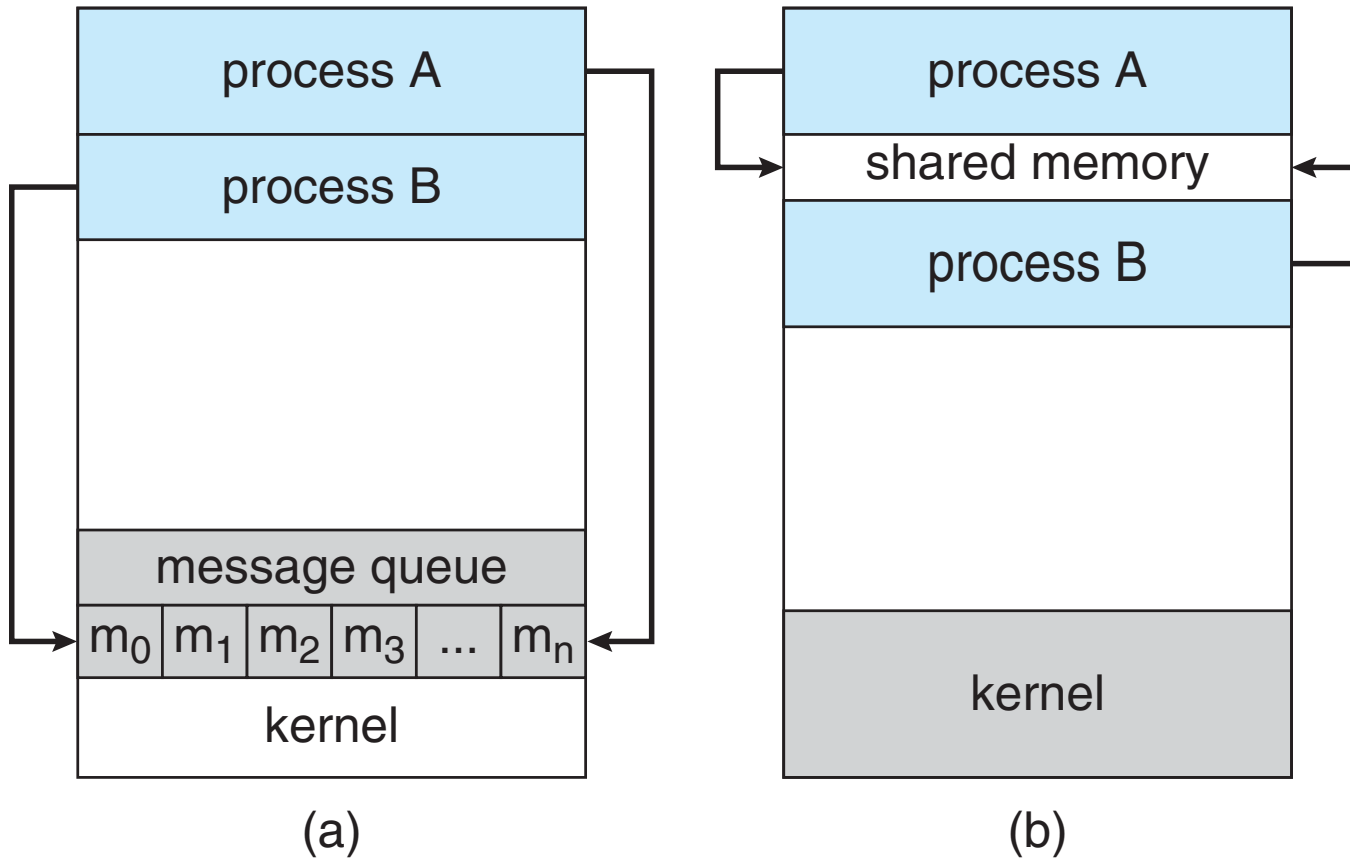 process A
process B
message queue
m0 m1 m2 m3 ... mn
kernel
(a)
process A
shared memory
process B
kernel
(b)